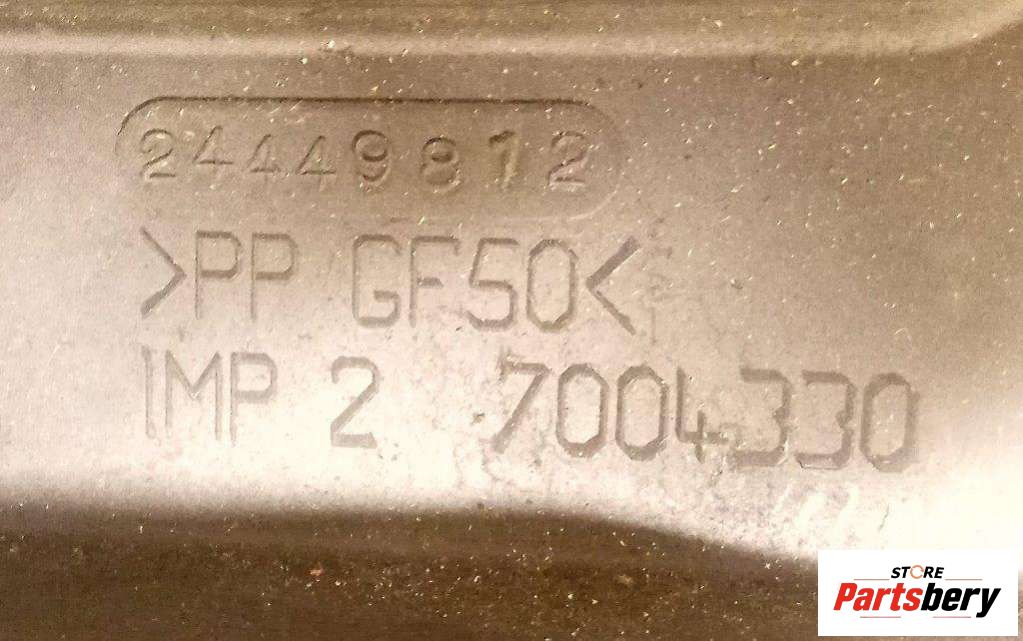 24449812
>PP GF50<
IMP 2 7004330
STORE
Partsbery